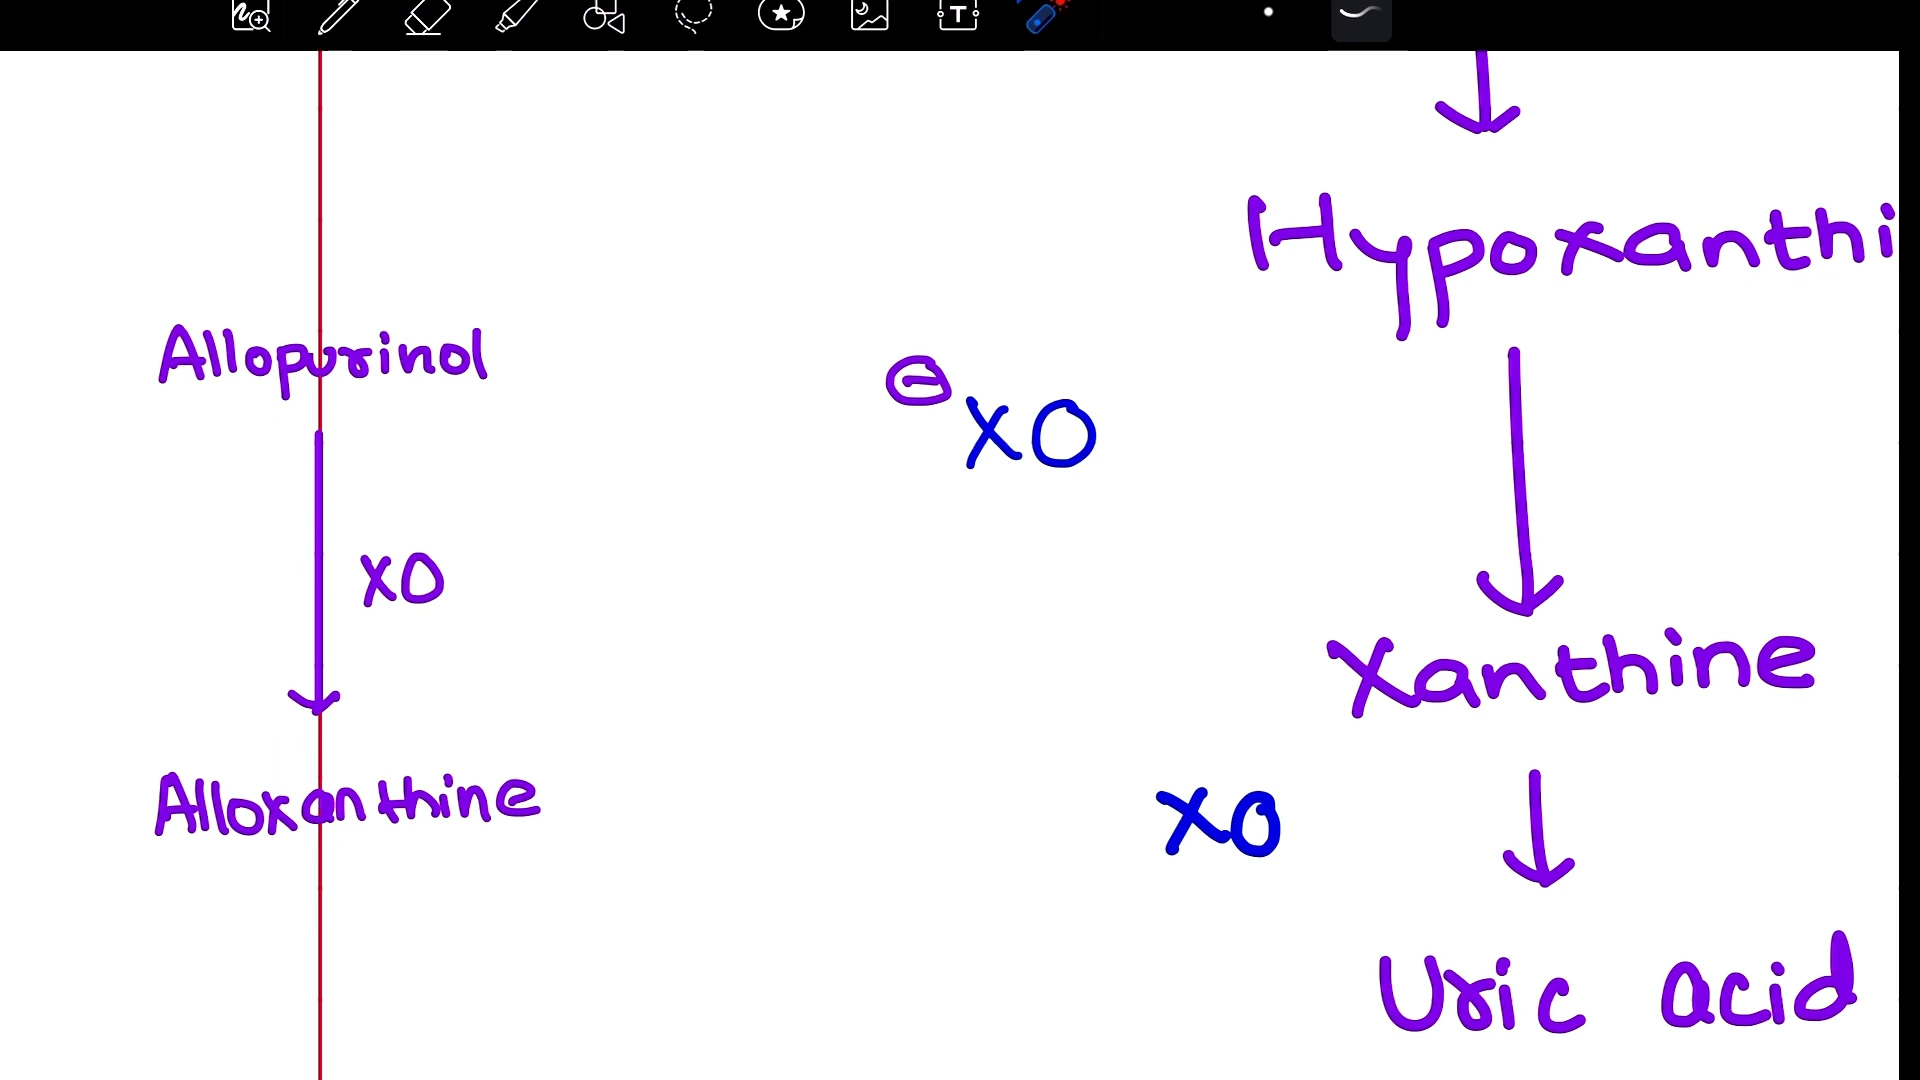 Hypoxanthi
Allopurinol
XO
XO
Xanthine
Alloxanthine
XO
Uric acid